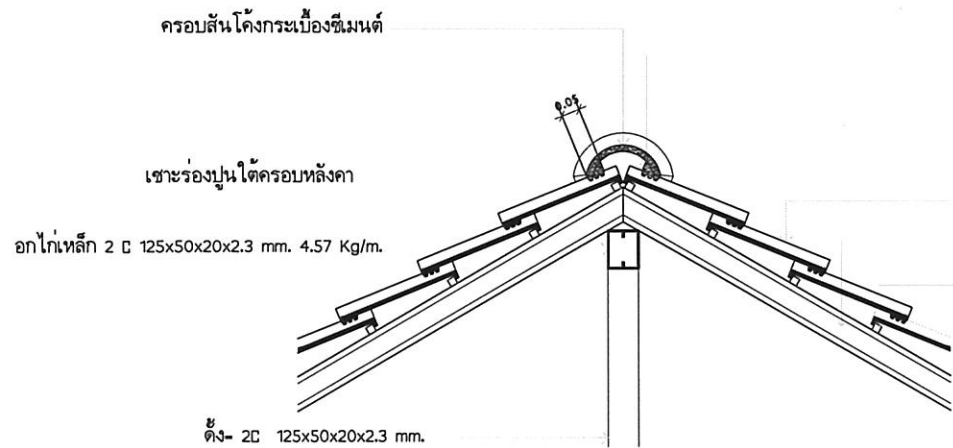 ครอบสันโค้งกระเบื้องซีเมนต์
0.05
เซาะร่องปูนใต้ครอบหลังคา
อกไก่เหล็ก 2 C 125x50x20x2.3 mm. 4.57 Kg/m.
ดั้ง- 2C 125x50x20x2.3 mm.